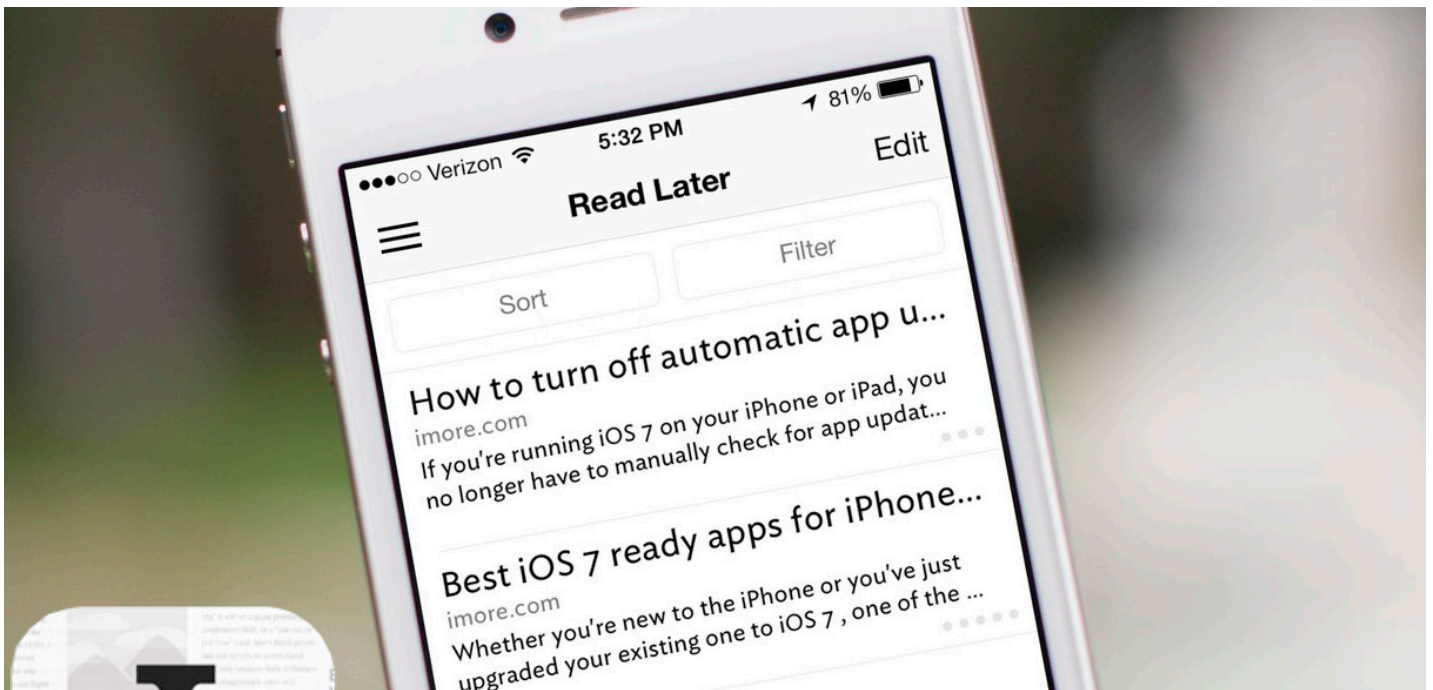 ●●●○○ Verizon 5:32 PM 81%
Read Later Edit
Sort Filter
How to turn off automatic app u...
imore.com
If you're running iOS 7 on your iPhone or iPad, you
no longer have to manually check for app updat...
Best iOS 7 ready apps for iPhone...
imore.com
Whether you're new to the iPhone or you've just
upgraded your existing one to iOS 7 , one of the ...